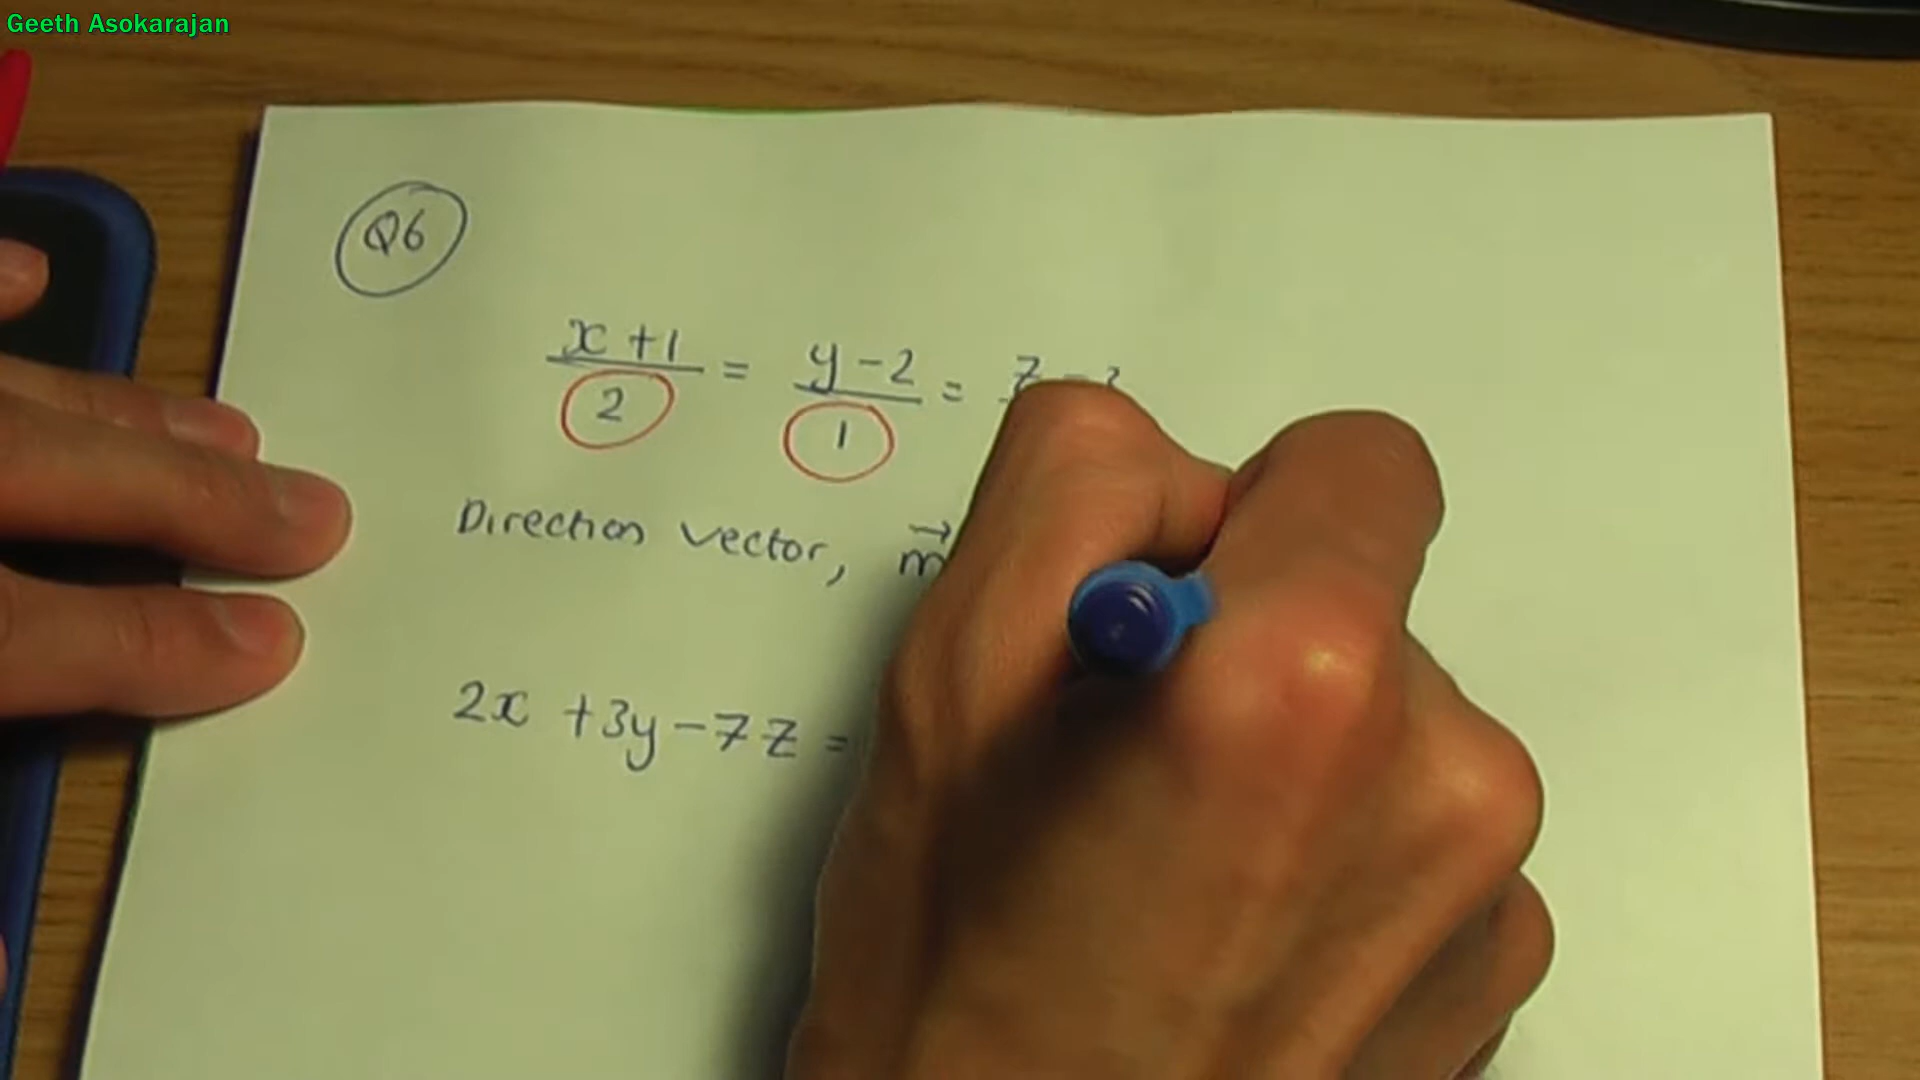 Geeth Asokarajan
Q6
x +1 / 2 = y - 2 / 1 = z -
Direction vector, m
2x + 3y - 7z =